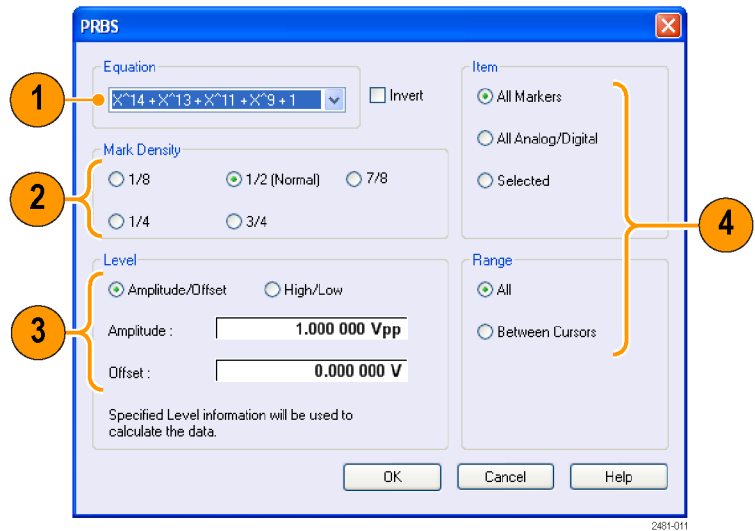 PRBS
Equation
X^14 + X^13 + X^11 + X^9 + 1
Invert
Mark Density
1/8
1/2 (Normal)
7/8
1/4
3/4
Level
Amplitude/Offset
High/Low
Amplitude :
1.000 000 Vpp
Offset :
0.000 000 V
Specified Level information will be used to
calculate the data.
Item
All Markers
All Analog/Digital
Selected
Range
All
Between Cursors
OK
Cancel
Help
1
2
3
4
2481-011